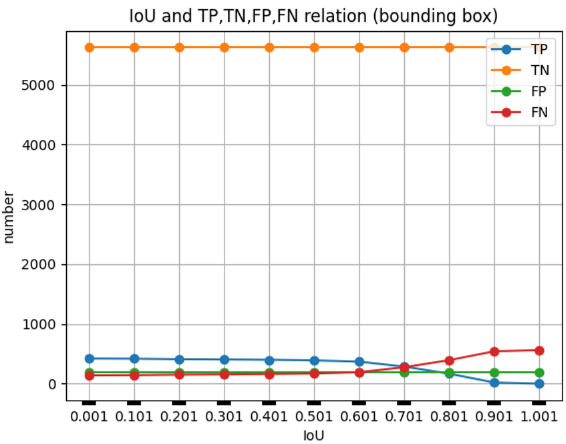 IoU and TP,TN,FP,FN relation (bounding box)
TP
TN
FP
FN
number
5000
4000
3000
2000
1000
0
0.001 0.101 0.201 0.301 0.401 0.501 0.601 0.701 0.801 0.901 1.001
IoU